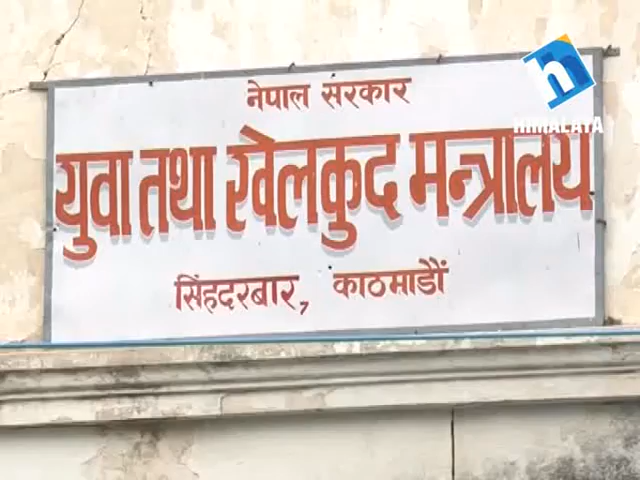 नेपाल सरकार
युवा तथा खेलकुद मन्त्रालय
सिंहदरबार, काठमाडौं
HIMALAYA